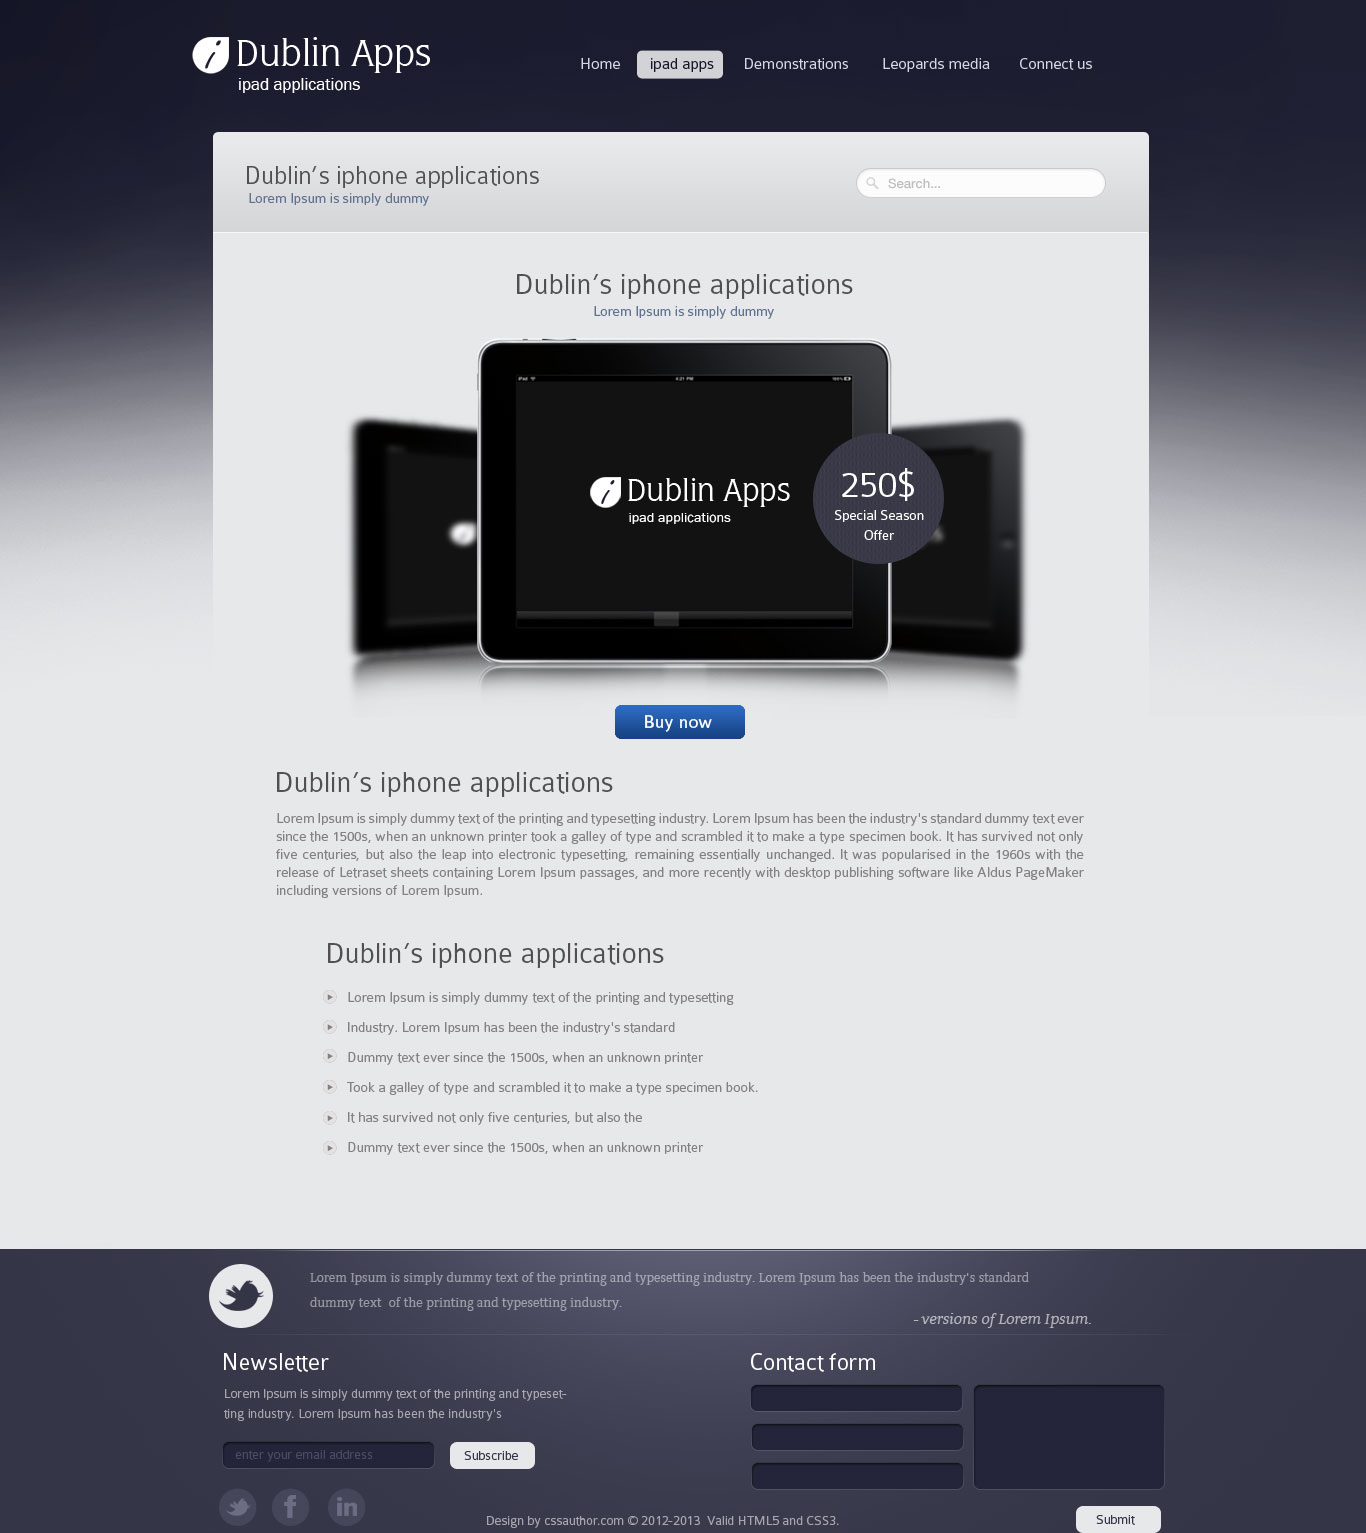 Dublin Apps
ipad applications
Home ipad apps Demonstrations Leopards media Connect us
Dublin's iphone applications
Lorem Ipsum is simply dummy
Search...
Dublin's iphone applications
Lorem Ipsum is simply dummy
iPad 4:21 PM 100%
Dublin Apps
ipad applications
250$
Special Season
Offer
Buy now
Dublin's iphone applications
Lorem Ipsum is simply dummy text of the printing and typesetting industry. Lorem Ipsum has been the industry's standard dummy text ever
since the 1500s, when an unknown printer took a galley of type and scrambled it to make a type specimen book. It has survived not only
five centuries, but also the leap into electronic typesetting, remaining essentially unchanged. It was popularised in the 1960s with the
release of Letraset sheets containing Lorem Ipsum passages, and more recently with desktop publishing software like Aldus PageMaker
including versions of Lorem Ipsum.
Dublin's iphone applications
Lorem Ipsum is simply dummy text of the printing and typesetting
Industry. Lorem Ipsum has been the industry's standard
Dummy text ever since the 1500s, when an unknown printer
Took a galley of type and scrambled it to make a type specimen book.
It has survived not only five centuries, but also the
Dummy text ever since the 1500s, when an unknown printer
Lorem Ipsum is simply dummy text of the printing and typesetting industry. Lorem Ipsum has been the industry's standard
dummy text of the printing and typesetting industry.
- versions of Lorem Ipsum.
Newsletter
Lorem Ipsum is simply dummy text of the printing and typeset-
ting industry. Lorem Ipsum has been the industry's
enter your email address
Subscribe
Contact form
Submit
Design by cssauthor.com © 2012-2013 Valid HTML5 and CSS3.